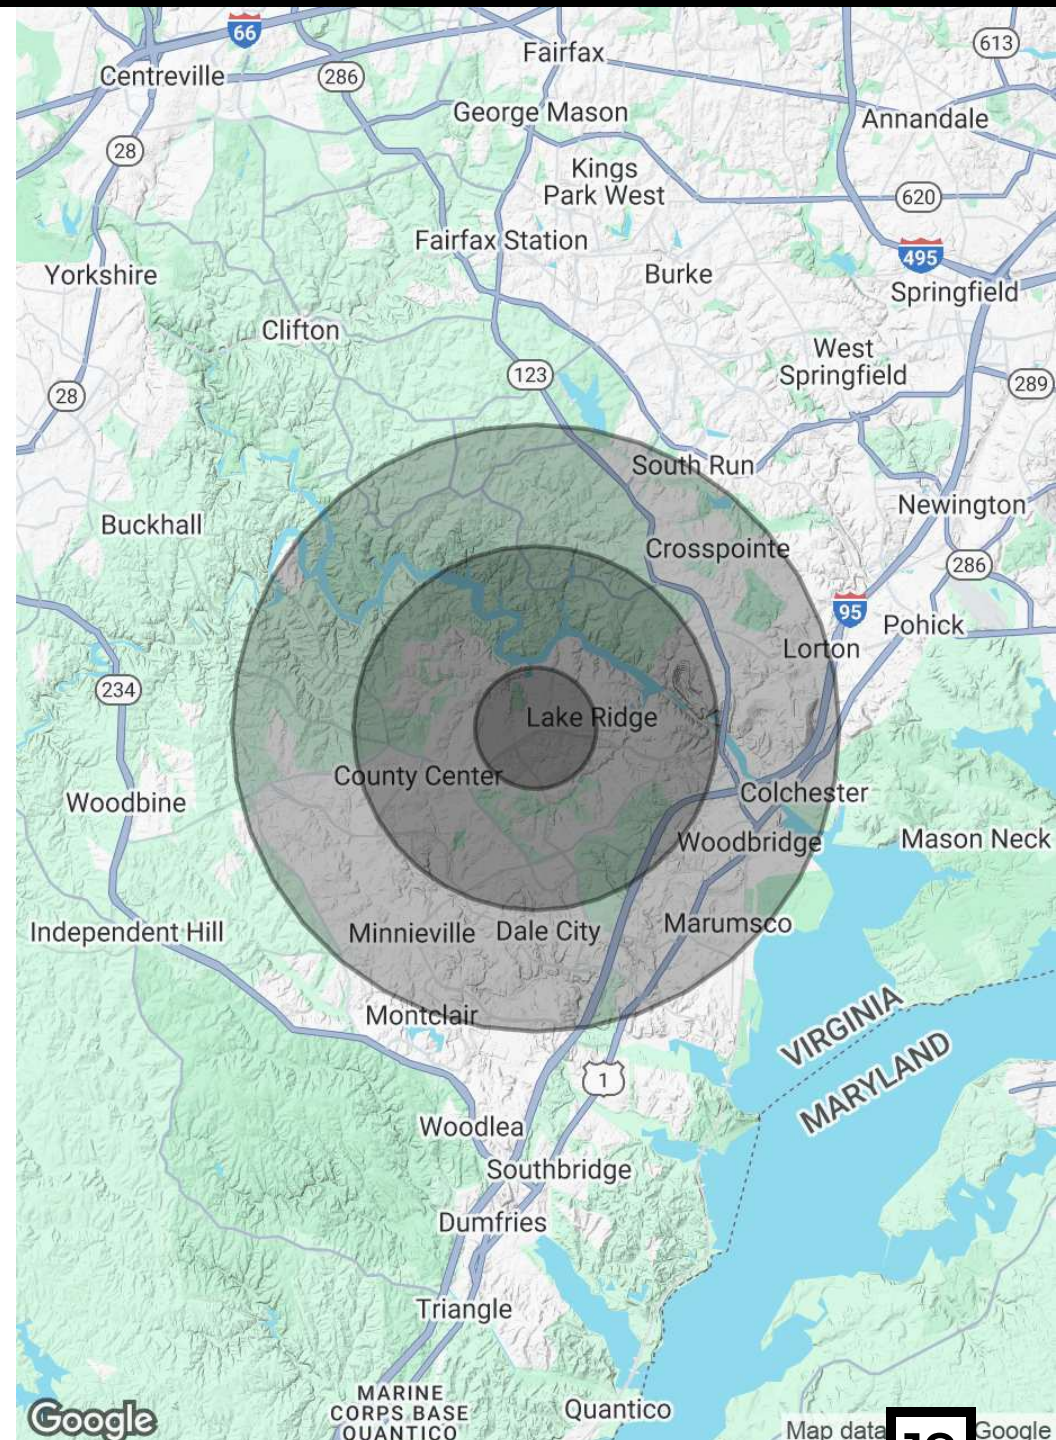 66
Fairfax
613
Centreville
286
George Mason
Annandale
28
Kings
Park West
620
Fairfax Station
495
Yorkshire
Burke
Springfield
Clifton
West
Springfield
123
289
28
South Run
Newington
Buckhall
Crosspointe
286
95
Pohick
Lorton
234
Lake Ridge
County Center
Colchester
Woodbine
Woodbridge
Mason Neck
Marumsco
Independent Hill
Minnieville
Dale City
Montclair
VIRGINIA
MARYLAND
1
Woodlea
Southbridge
Dumfries
Triangle
MARINE
CORPS BASE
QUANTICO
Quantico
Google
Map data
Google